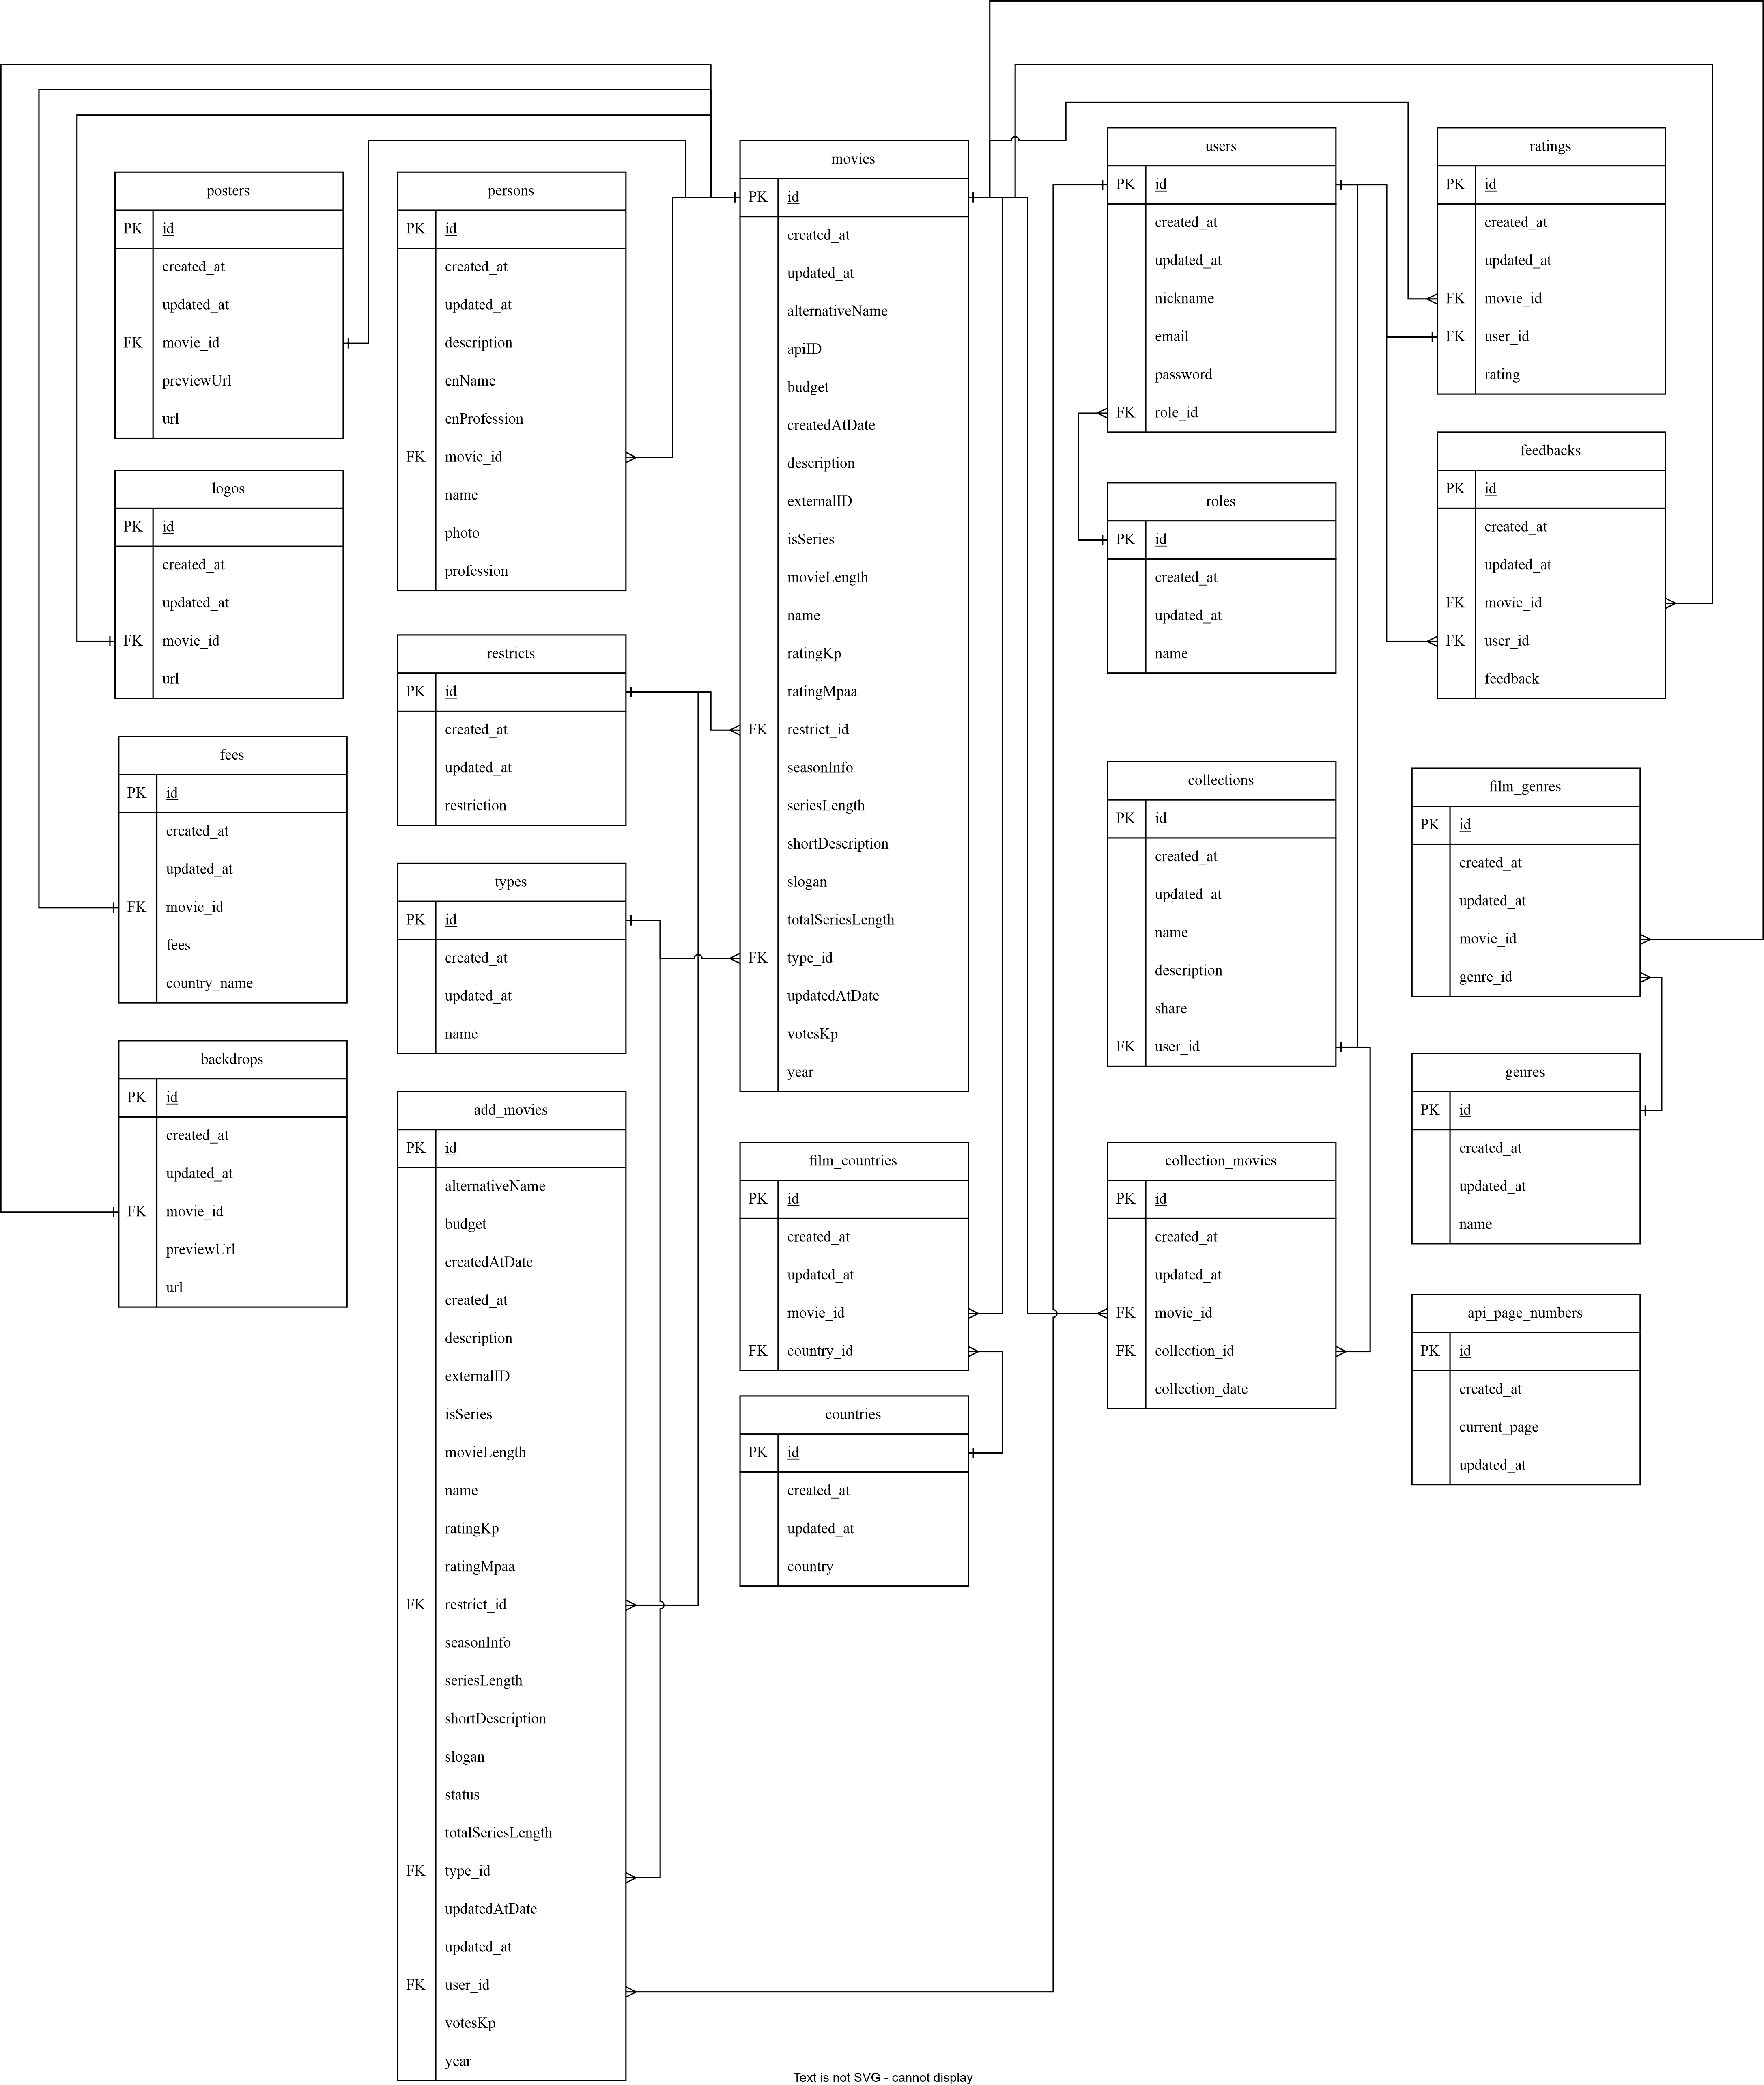 posters
PK id
created_at
updated_at
FK movie_id
previewUrl
url
logos
PK id
created_at
updated_at
FK movie_id
url
fees
PK id
created_at
updated_at
FK movie_id
fees
country_name
backdrops
PK id
created_at
updated_at
FK movie_id
previewUrl
url
persons
PK id
created_at
updated_at
description
enName
enProfession
FK movie_id
name
photo
profession
restricts
PK id
created_at
updated_at
restriction
types
PK id
created_at
updated_at
name
add_movies
PK id
alternativeName
budget
createdAtDate
created_at
description
externalID
isSeries
movieLength
name
ratingKp
ratingMpaa
FK restrict_id
seasonInfo
seriesLength
shortDescription
slogan
status
totalSeriesLength
FK type_id
updatedAtDate
updated_at
FK user_id
votesKp
year
movies
PK id
created_at
updated_at
alternativeName
apiID
budget
createdAtDate
description
externalID
isSeries
movieLength
name
ratingKp
ratingMpaa
FK restrict_id
seasonInfo
seriesLength
shortDescription
slogan
totalSeriesLength
FK type_id
updatedAtDate
votesKp
year
film_countries
PK id
created_at
updated_at
movie_id
FK country_id
countries
PK id
created_at
updated_at
country
users
PK id
created_at
updated_at
nickname
email
password
FK role_id
roles
PK id
created_at
updated_at
name
collections
PK id
created_at
updated_at
name
description
share
FK user_id
collection_movies
PK id
created_at
updated_at
FK movie_id
FK collection_id
collection_date
ratings
PK id
created_at
updated_at
FK movie_id
FK user_id
rating
feedbacks
PK id
created_at
updated_at
FK movie_id
FK user_id
feedback
film_genres
PK id
created_at
updated_at
movie_id
genre_id
genres
PK id
created_at
updated_at
name
api_page_numbers
PK id
created_at
current_page
updated_at
Text is not SVG - cannot display